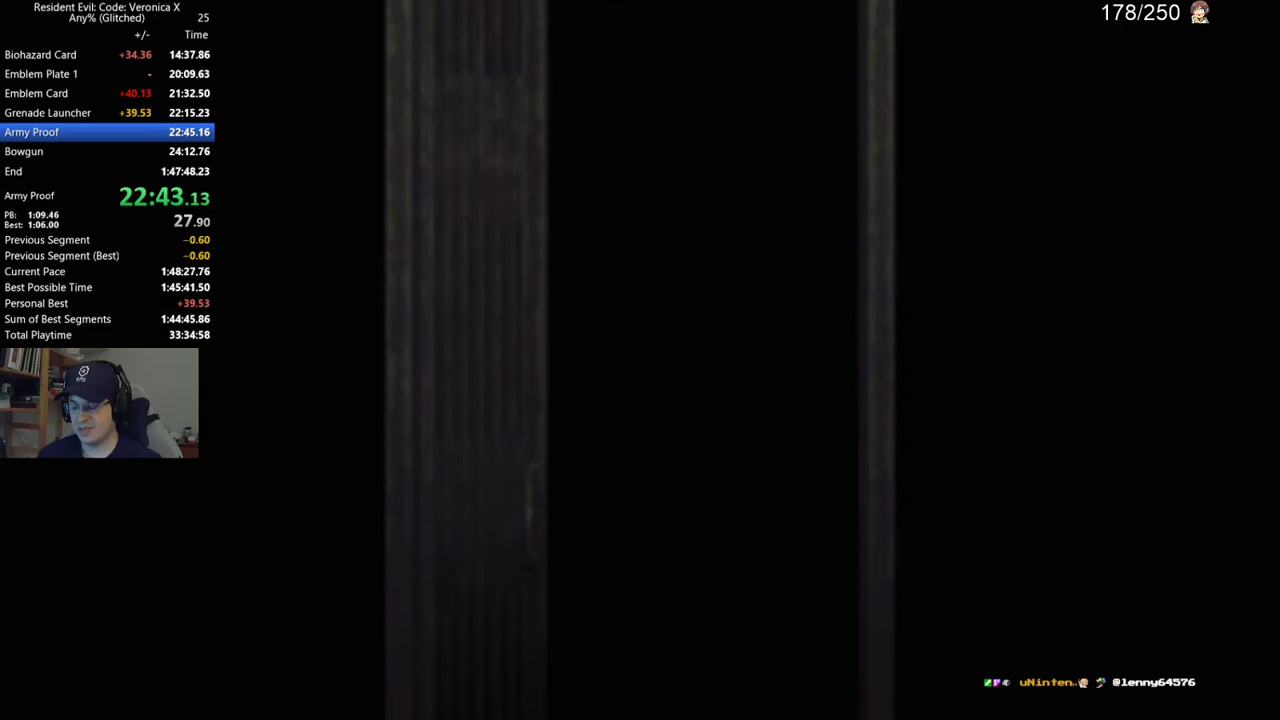 Resident Evil: Code: Veronica X
Any% (Glitched) 25
+/- Time
Biohazard Card +34.36 14:37.86
Emblem Plate 1 - 20:09.63
Emblem Card +40.13 21:32.50
Grenade Launcher +39.53 22:15.23
Army Proof 22:45.16
Bowgun 24:12.76
End 1:47:48.23
Army Proof 22:43.13
PB: 1:09.46
Best: 1:06.00 27.90
Previous Segment −0.60
Previous Segment (Best) −0.60
Current Pace 1:48:27.76
Best Possible Time 1:45:41.50
Personal Best +39.53
Sum of Best Segments 1:44:45.86
Total Playtime 33:34:58
178/250
uNinten.. @lenny64576